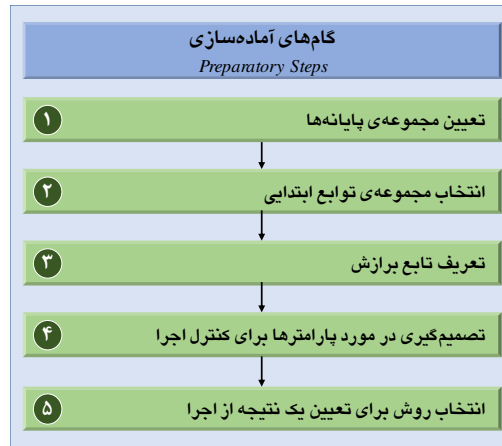 گام‌های آماده‌سازی
Preparatory Steps
۱ تعیین مجموعه‌ی پایانه‌ها
۲ انتخاب مجموعه‌ی توابع ابتدایی
۳ تعریف تابع برازش
۴ تصمیم‌گیری در مورد پارامترها برای کنترل اجرا
۵ انتخاب روش برای تعیین یک نتیجه از اجرا